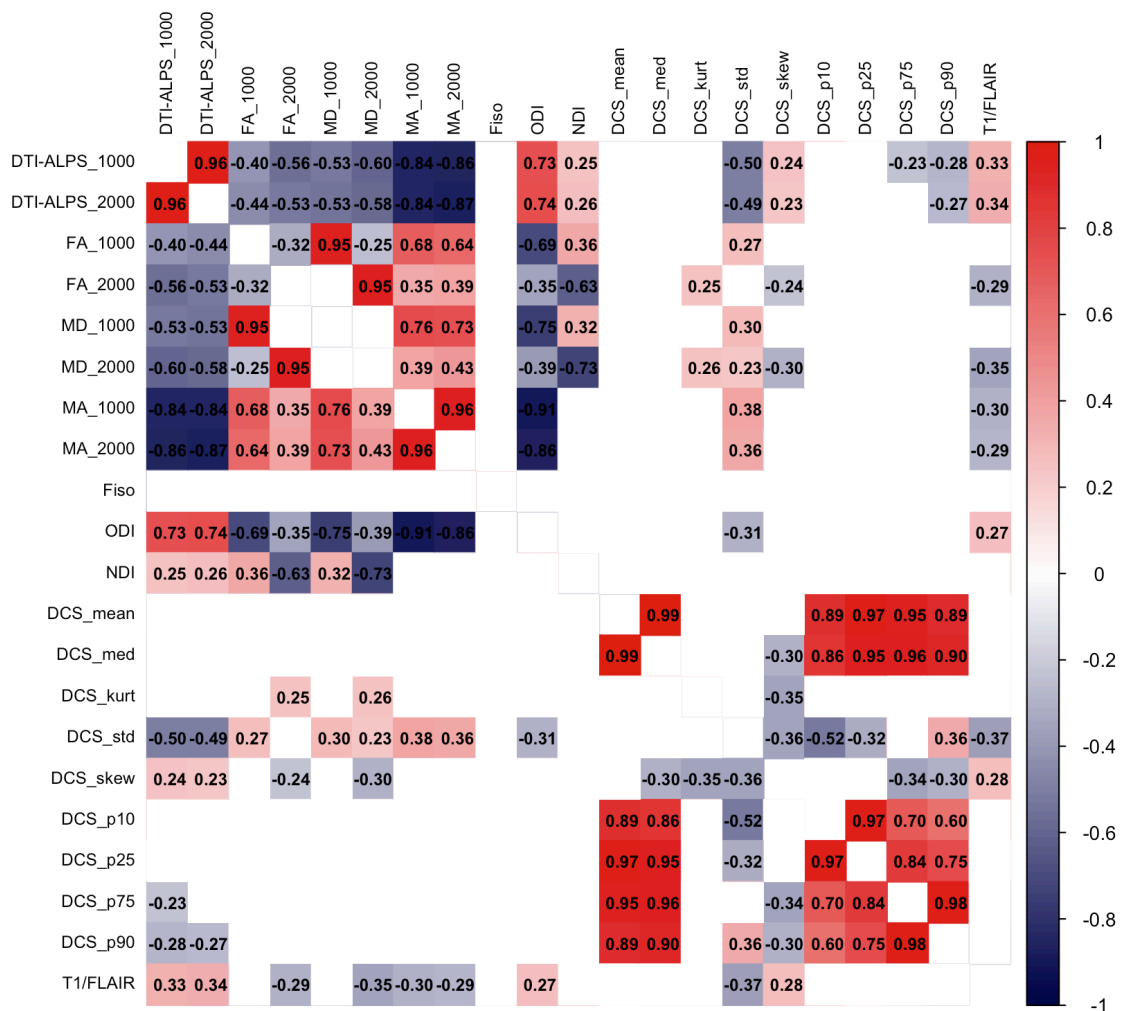 DTI-ALPS_1000 DTI-ALPS_2000 FA_1000 FA_2000 MD_1000 MD_2000 MA_1000 MA_2000 Fiso ODI NDI DCS_mean DCS_med DCS_kurt DCS_std DCS_skew DCS_p10 DCS_p25 DCS_p75 DCS_p90 T1/FLAIR
DTI-ALPS_1000 0.96 -0.40 -0.56 -0.53 -0.60 -0.84 -0.86 0.73 0.25 -0.50 0.24 -0.23 -0.28 0.33
DTI-ALPS_2000 0.96 -0.44 -0.53 -0.53 -0.58 -0.84 -0.87 0.74 0.26 -0.49 0.23 -0.27 0.34
FA_1000 -0.40 -0.44 -0.32 0.95 -0.25 0.68 0.64 -0.69 0.36 0.27
FA_2000 -0.56 -0.53 -0.32 0.95 0.35 0.39 -0.35 -0.63 0.25 -0.24 -0.29
MD_1000 -0.53 -0.53 0.95 0.76 0.73 -0.75 0.32 0.30
MD_2000 -0.60 -0.58 -0.25 0.95 0.39 0.43 -0.39 -0.73 0.26 0.23 -0.30 -0.35
MA_1000 -0.84 -0.84 0.68 0.35 0.76 0.39 0.96 -0.91 0.38 -0.30
MA_2000 -0.86 -0.87 0.64 0.39 0.73 0.43 0.96 -0.86 0.36 -0.29
Fiso
ODI 0.73 0.74 -0.69 -0.35 -0.75 -0.39 -0.91 -0.86 -0.31 0.27
NDI 0.25 0.26 0.36 -0.63 0.32 -0.73
DCS_mean 0.99 0.89 0.97 0.95 0.89
DCS_med 0.99 -0.30 0.86 0.95 0.96 0.90
DCS_kurt 0.25 0.26 -0.35
DCS_std -0.50 -0.49 0.27 0.30 0.23 0.38 0.36 -0.31 -0.36 -0.52 -0.32 0.36 -0.37
DCS_skew 0.24 0.23 -0.24 -0.30 -0.30 -0.35 -0.36 -0.34 -0.30 0.28
DCS_p10 0.89 0.86 -0.52 0.97 0.70 0.60
DCS_p25 0.97 0.95 -0.32 0.97 0.84 0.75
DCS_p75 -0.23 0.95 0.96 -0.34 0.70 0.84 0.98
DCS_p90 -0.28 -0.27 0.89 0.90 0.36 -0.30 0.60 0.75 0.98
T1/FLAIR 0.33 0.34 -0.29 -0.35 -0.30 -0.29 0.27 -0.37 0.28
1
0.8
0.6
0.4
0.2
0
-0.2
-0.4
-0.6
-0.8
-1